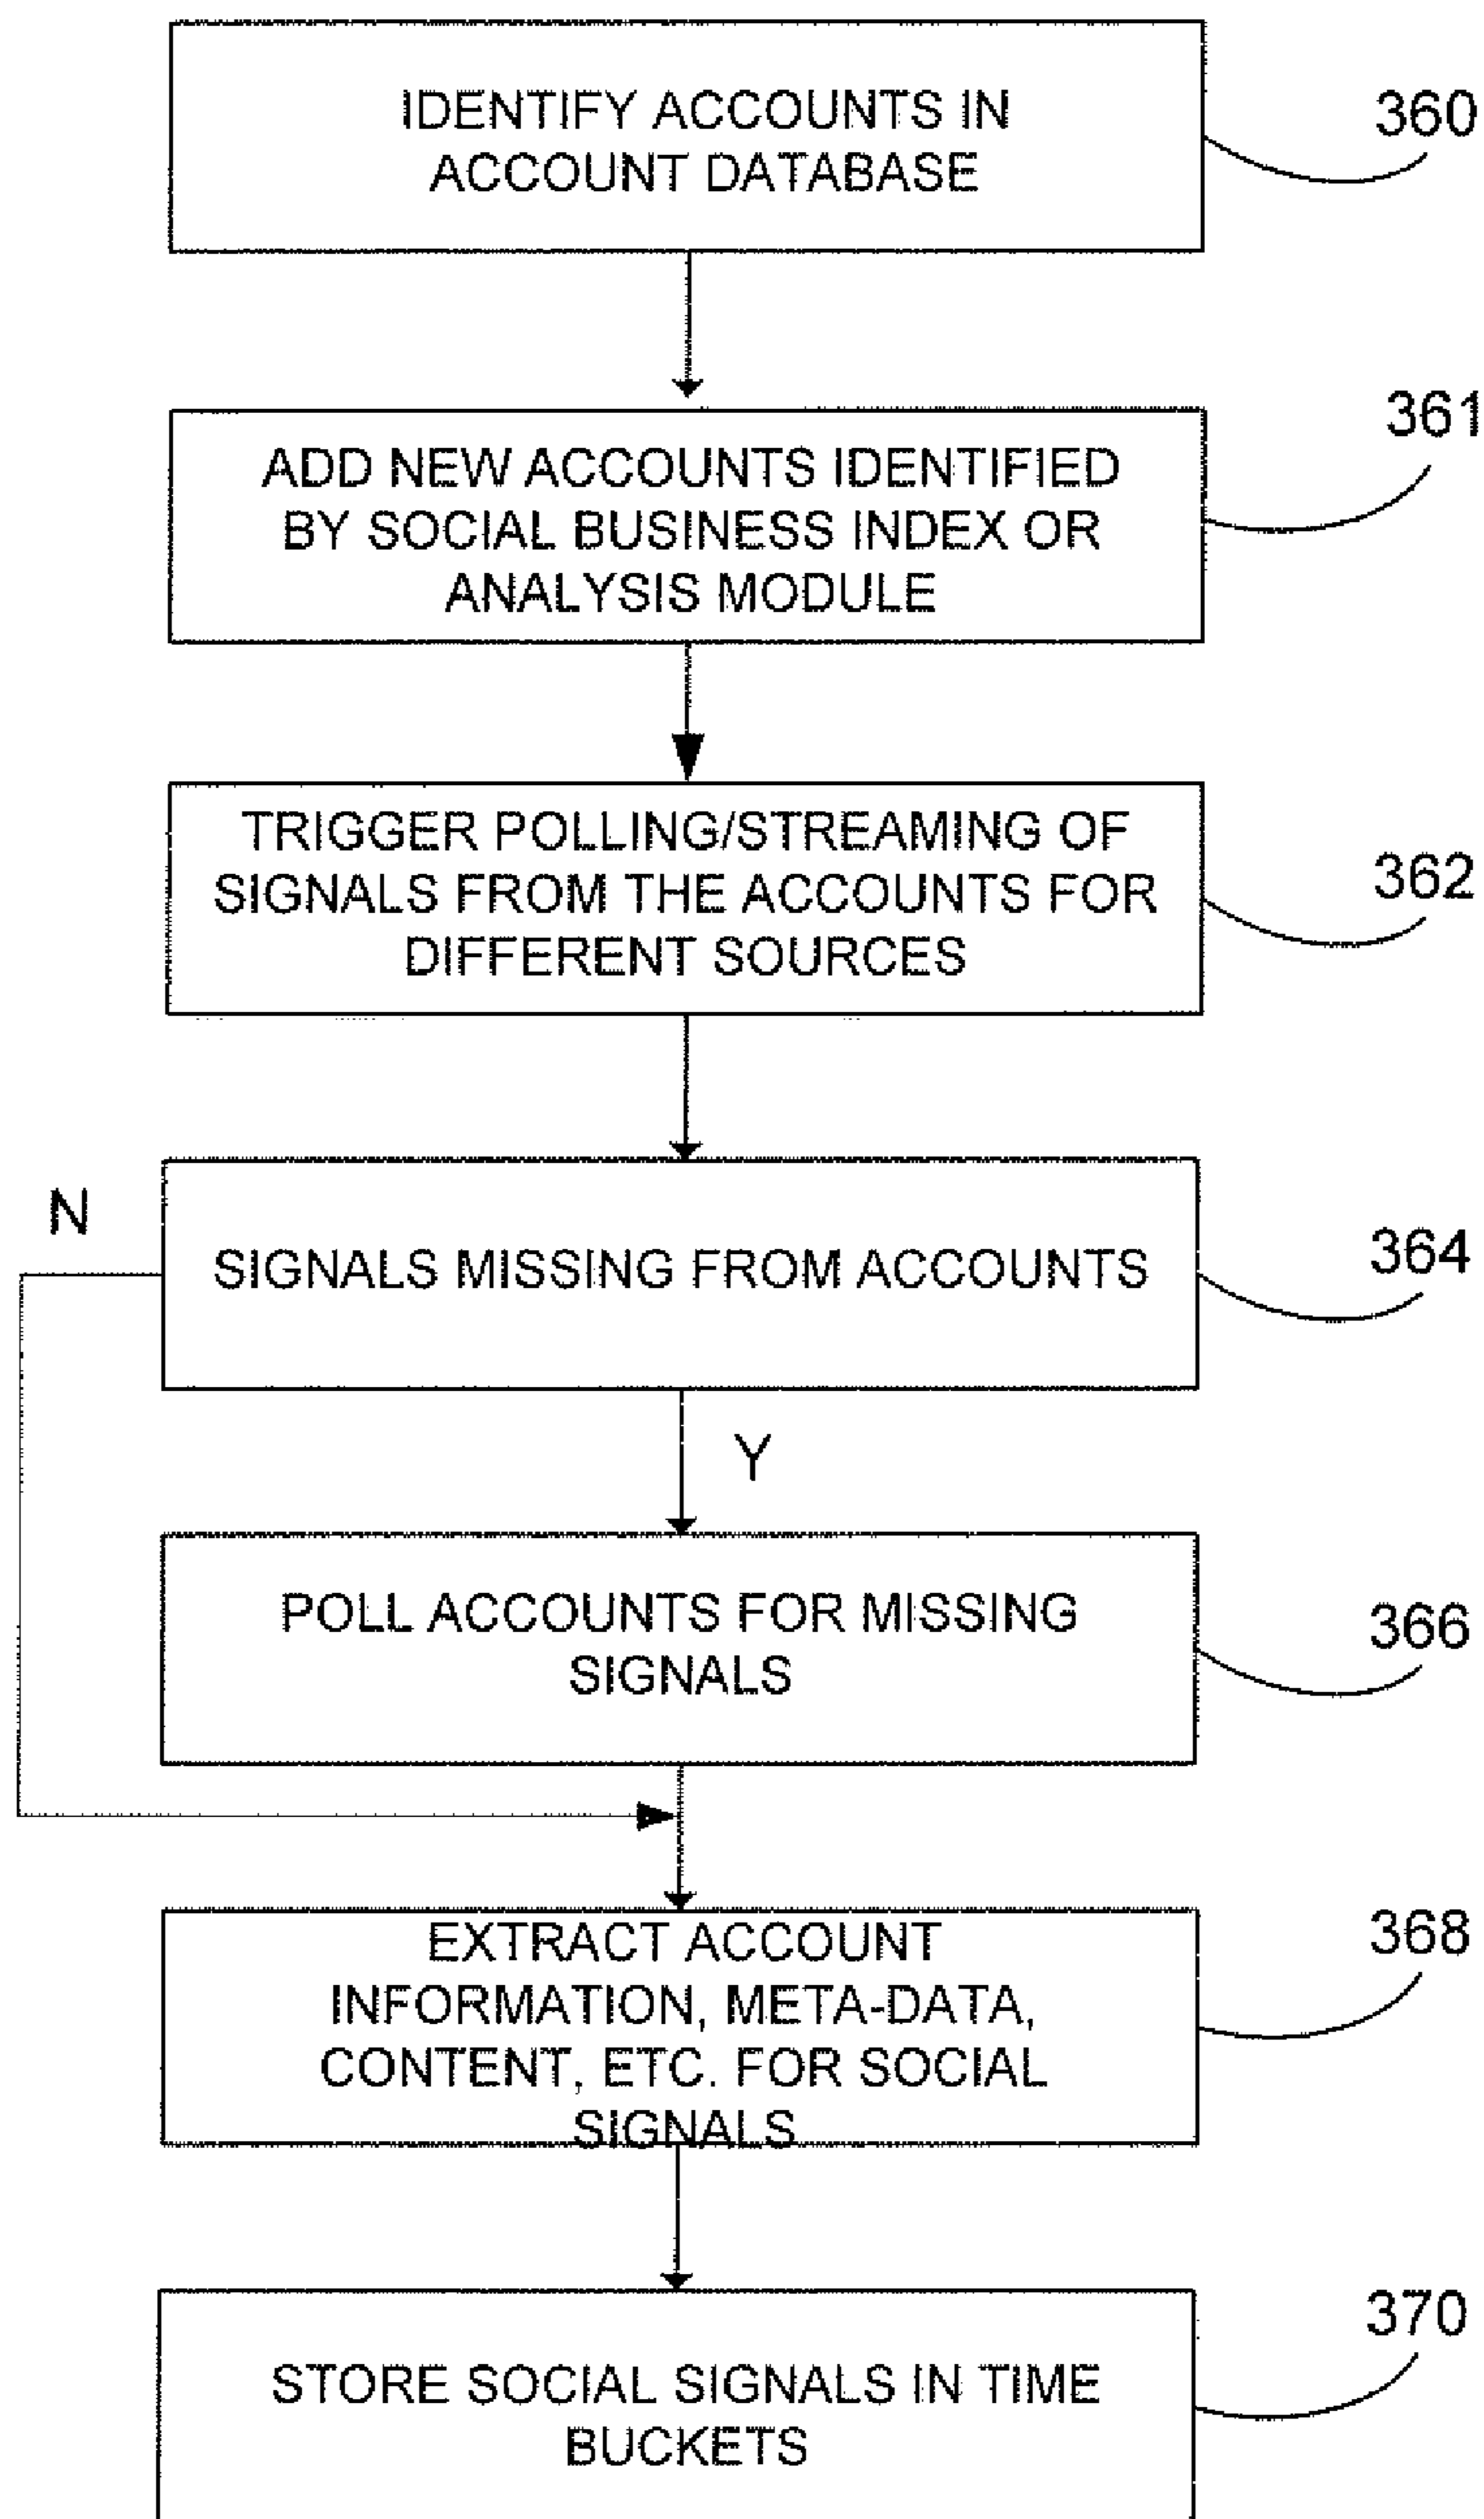 IDENTIFY ACCOUNTS IN
ACCOUNT DATABASE
360
ADD NEW ACCOUNTS IDENTIFIED
BY SOCIAL BUSINESS INDEX OR
ANALYSIS MODULE
361
TRIGGER POLLING/STREAMING OF
SIGNALS FROM THE ACCOUNTS FOR
DIFFERENT SOURCES
362
N
SIGNALS MISSING FROM ACCOUNTS
364
Y
POLL ACCOUNTS FOR MISSING
SIGNALS
366
EXTRACT ACCOUNT
INFORMATION, META-DATA,
CONTENT, ETC. FOR SOCIAL
SIGNALS
368
STORE SOCIAL SIGNALS IN TIME
BUCKETS
370